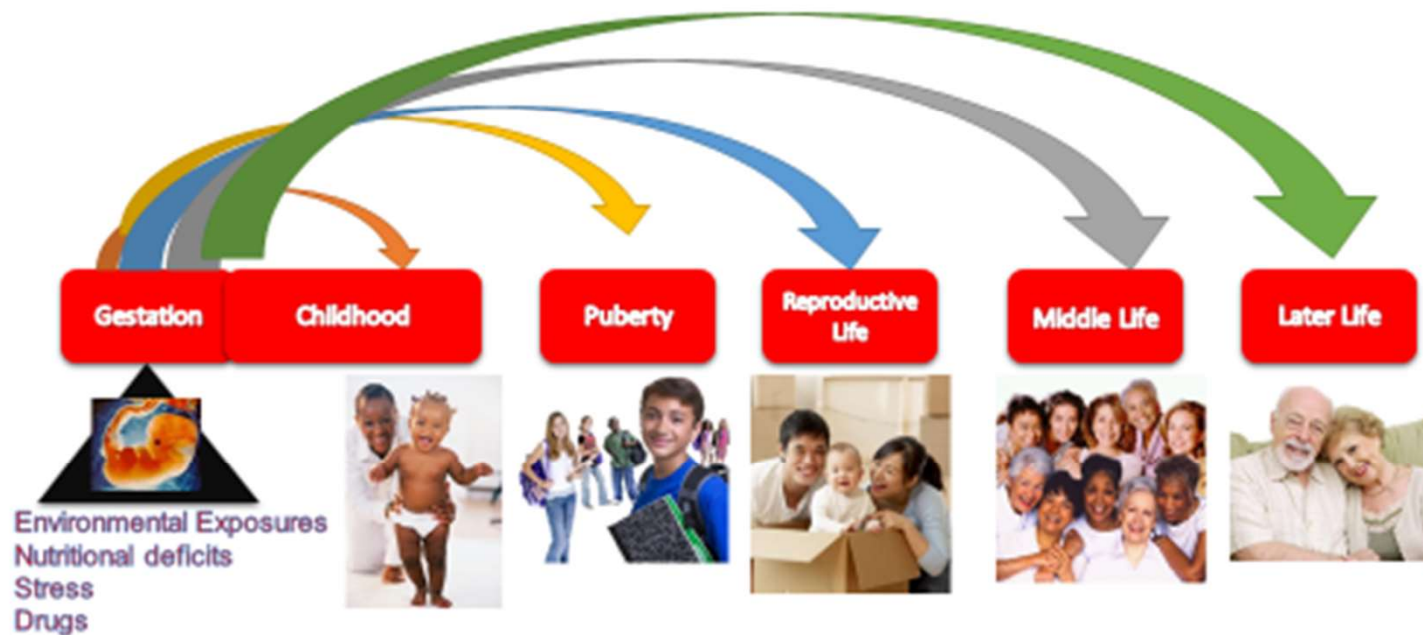 Gestation
Childhood
Puberty
Reproductive
Life
Middle Life
Later Life
Environmental Exposures
Nutritional deficits
Stress
Drugs